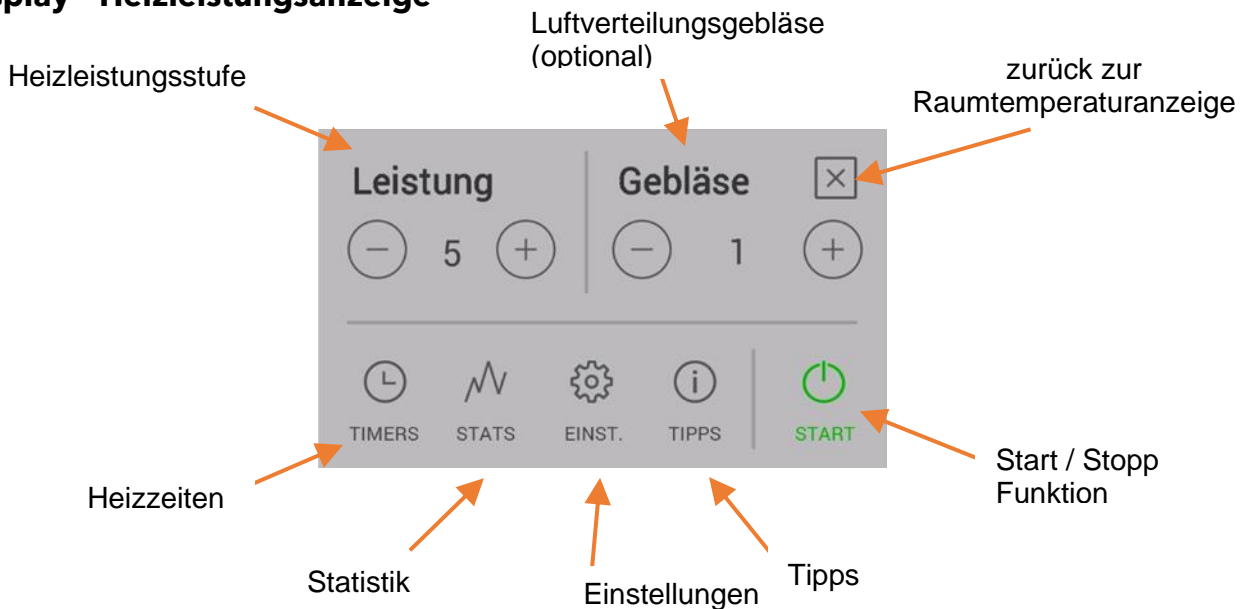 Heizleistungsanzeige
Luftverteilungsgebläse
(optional)
Heizleistungsstufe
zurück zur
Raumtemperaturanzeige
Leistung
Gebläse
5
1
TIMERS
STATS
EINST.
TIPPS
START
Heizzeiten
Start / Stopp
Funktion
Statistik
Einstellungen
Tipps